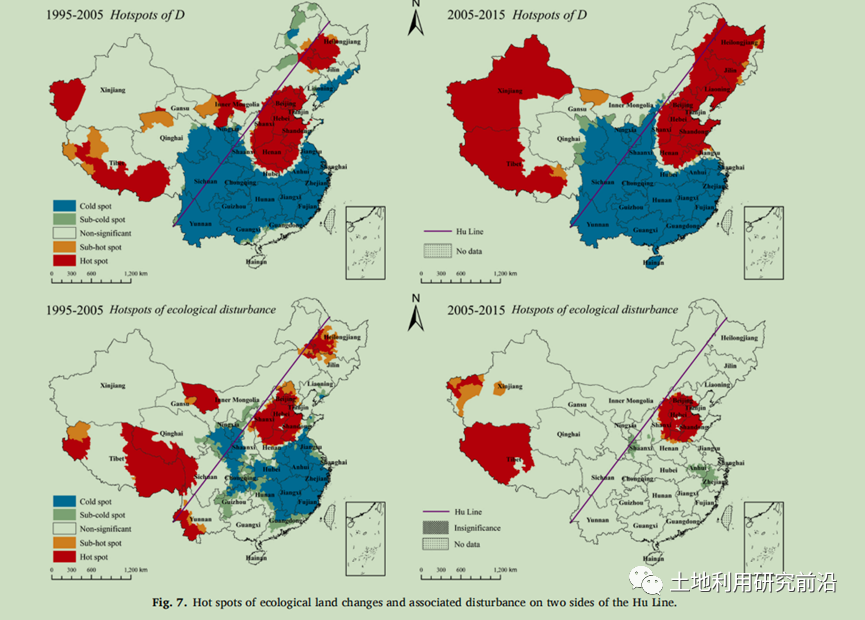 1995-2005 Hotspots of D
N
2005-2015 Hotspots of D
Heilongjiang
Jilin
Liaoning
Xinjiang
Gansu
Inner Mongolia
Beijing
Tianjin
Hebei
Ningxia
Shanxi
Shandong
Qinghai
Shaanxi
Henan
Jiangsu
Tibet
Shanghai
Hubei
Anhui
Sichuan
Chongqing
Zhejiang
Hunan
Jiangxi
Guizhou
Fujian
Yunnan
Guangxi
Guangdong
Hainan
Cold spot
Sub-cold spot
Non-significant
Sub-hot spot
Hot spot
0 300 600 1,200 km
Heilongjiang
Jilin
Liaoning
Xinjiang
Gansu
Inner Mongolia
Beijing
Tianjin
Hebei
Ningxia
Shanxi
Shandong
Qinghai
Shaanxi
Henan
Jiangsu
Tibet
Shanghai
Hubei
Anhui
Sichuan
Chongqing
Zhejiang
Hunan
Jiangxi
Guizhou
Fujian
Yunnan
Guangxi
Guangdong
Hainan
Hu Line
No data
0 300 600 1,200 km
1995-2005 Hotspots of ecological disturbance
N
2005-2015 Hotspots of ecological disturbance
Heilongjiang
Jilin
Liaoning
Xinjiang
Gansu
Inner Mongolia
Beijing
Tianjin
Hebei
Ningxia
Shanxi
Shandong
Qinghai
Shaanxi
Henan
Jiangsu
Tibet
Shanghai
Hubei
Anhui
Sichuan
Chongqing
Zhejiang
Hunan
Jiangxi
Guizhou
Fujian
Yunnan
Guangxi
Guangdong
Hainan
Cold spot
Sub-cold spot
Non-significant
Sub-hot spot
Hot spot
0 300 600 1,200 km
Heilongjiang
Jilin
Liaoning
Xinjiang
Gansu
Inner Mongolia
Beijing
Tianjin
Hebei
Ningxia
Shanxi
Shandong
Qinghai
Shaanxi
Henan
Jiangsu
Tibet
Shanghai
Hubei
Anhui
Sichuan
Chongqing
Zhejiang
Hunan
Jiangxi
Guizhou
Fujian
Yunnan
Guangxi
Guangdong
Hainan
Hu Line
Insignificance
No data
0 300 600 1,200 km
土地利用研究前沿
Fig. 7. Hot spots of ecological land changes and associated disturbance on two sides of the Hu Line.